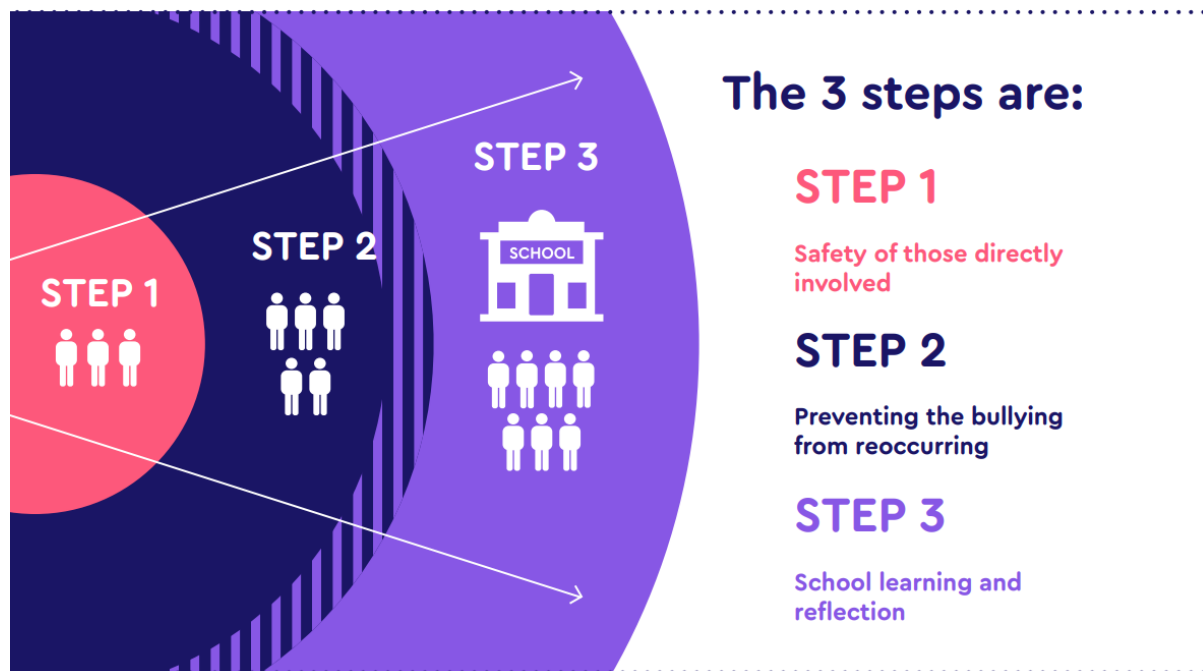 The 3 steps are:
STEP 1
STEP 2
STEP 3
SCHOOL
STEP 1
Safety of those directly
involved
STEP 2
Preventing the bullying
from reoccurring
STEP 3
School learning and
reflection